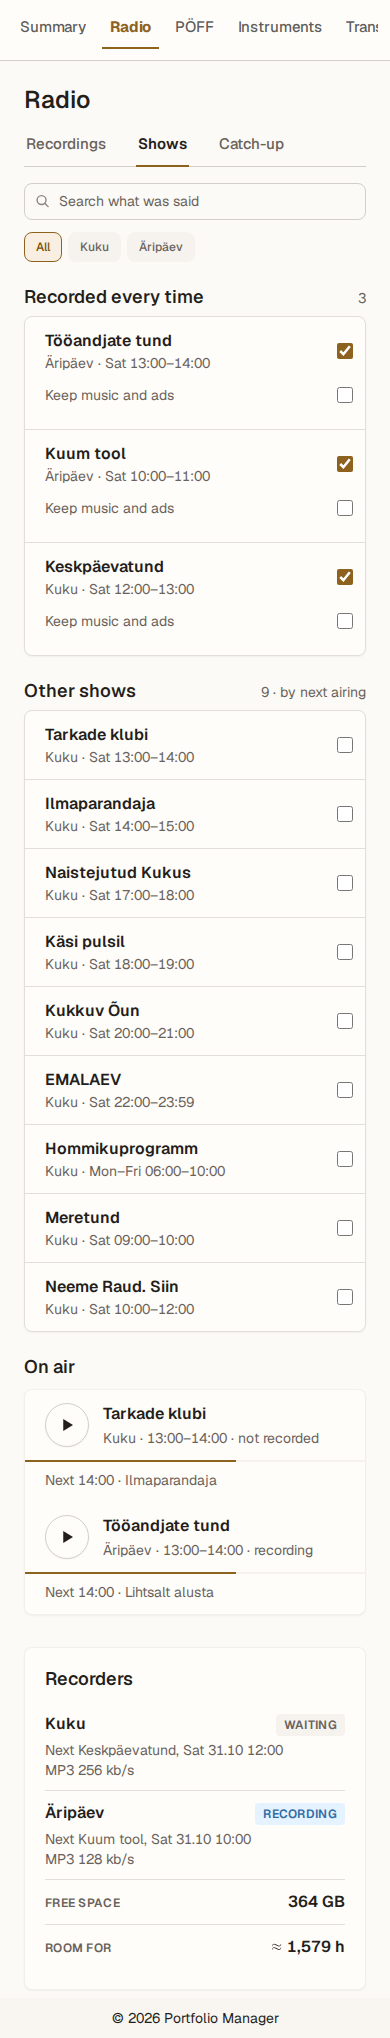 Summary Radio PÖFF Instruments Trans
Radio
Recordings Shows Catch-up
Search what was said
All Kuku Äripäev
Recorded every time 3
Tööandjate tund
Äripäev · Sat 13:00–14:00
Keep music and ads
Kuum tool
Äripäev · Sat 10:00–11:00
Keep music and ads
Keskpäevatund
Kuku · Sat 12:00–13:00
Keep music and ads
Other shows 9 · by next airing
Tarkade klubi
Kuku · Sat 13:00–14:00
Ilmaparandaja
Kuku · Sat 14:00–15:00
Naistejutud Kukus
Kuku · Sat 17:00–18:00
Käsi pulsil
Kuku · Sat 18:00–19:00
Kukkuv Õun
Kuku · Sat 20:00–21:00
EMALAEV
Kuku · Sat 22:00–23:59
Hommikuprogramm
Kuku · Mon–Fri 06:00–10:00
Meretund
Kuku · Sat 09:00–10:00
Neeme Raud. Siin
Kuku · Sat 10:00–12:00
On air
Tarkade klubi
Kuku · 13:00–14:00 · not recorded
Next 14:00 · Ilmaparandaja
Tööandjate tund
Äripäev · 13:00–14:00 · recording
Next 14:00 · Lihtsalt alusta
Recorders
Kuku WAITING
Next Keskpäevatund, Sat 31.10 12:00
MP3 256 kb/s
Äripäev RECORDING
Next Kuum tool, Sat 31.10 10:00
MP3 128 kb/s
FREE SPACE 364 GB
ROOM FOR ≈ 1,579 h
© 2026 Portfolio Manager